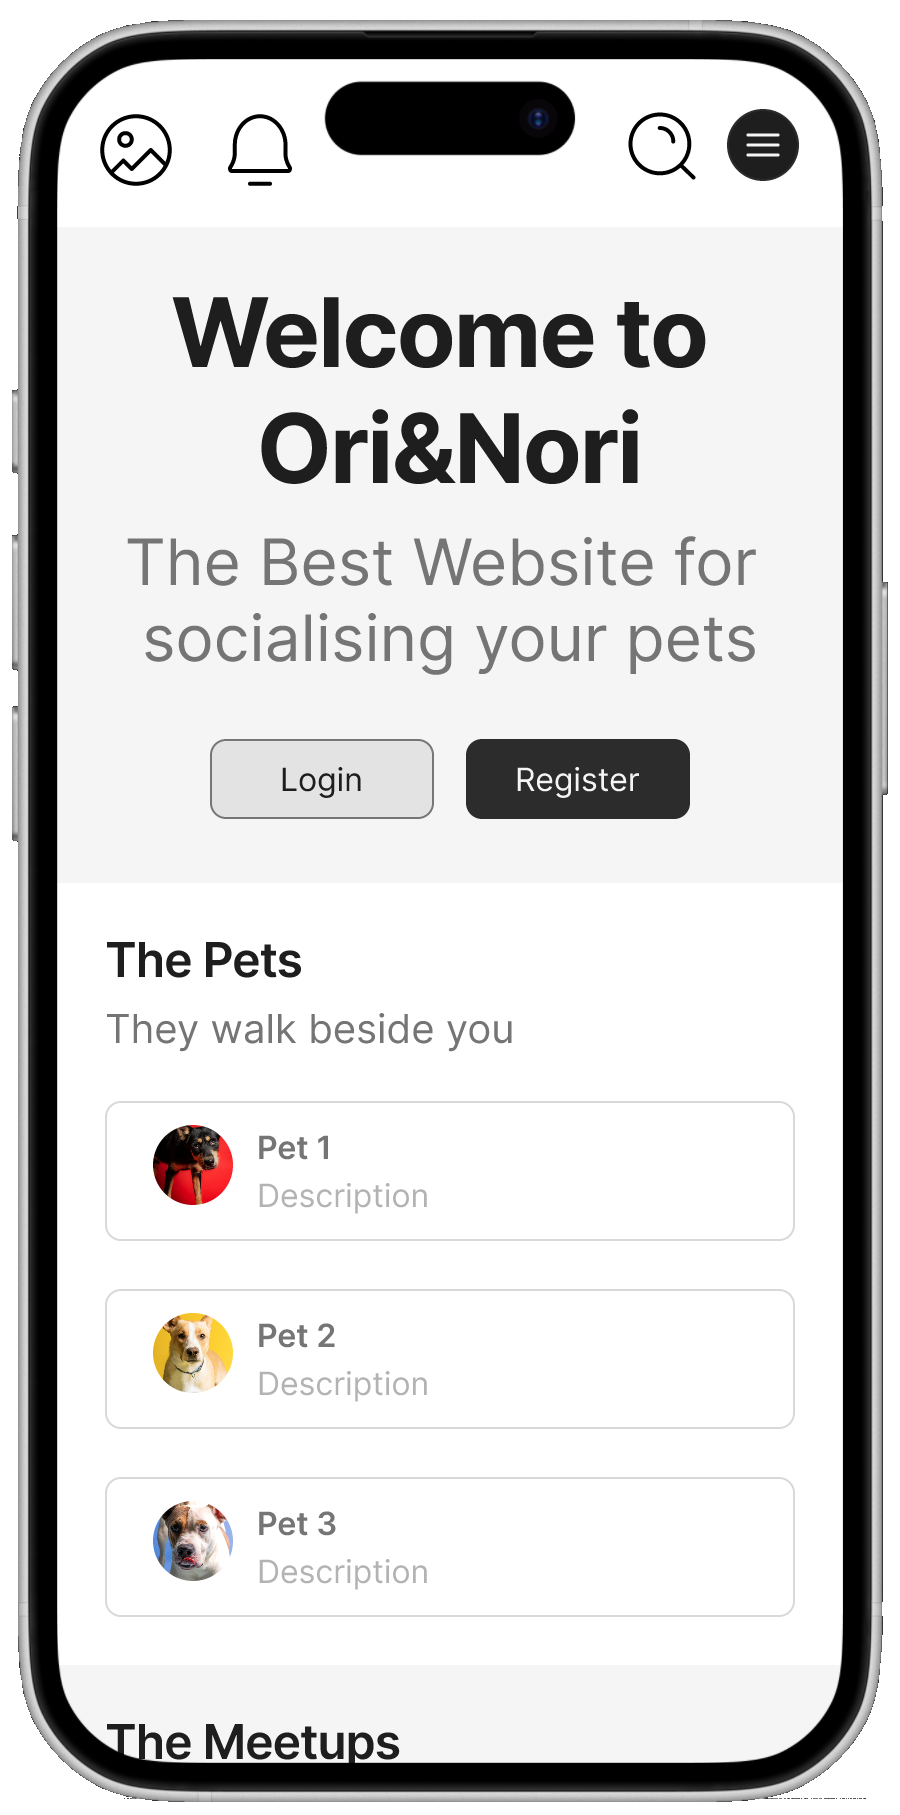 Welcome to
Ori&Nori
The Best Website for
socialising your pets
Login
Register
The Pets
They walk beside you
Pet 1
Description
Pet 2
Description
Pet 3
Description
The Meetups